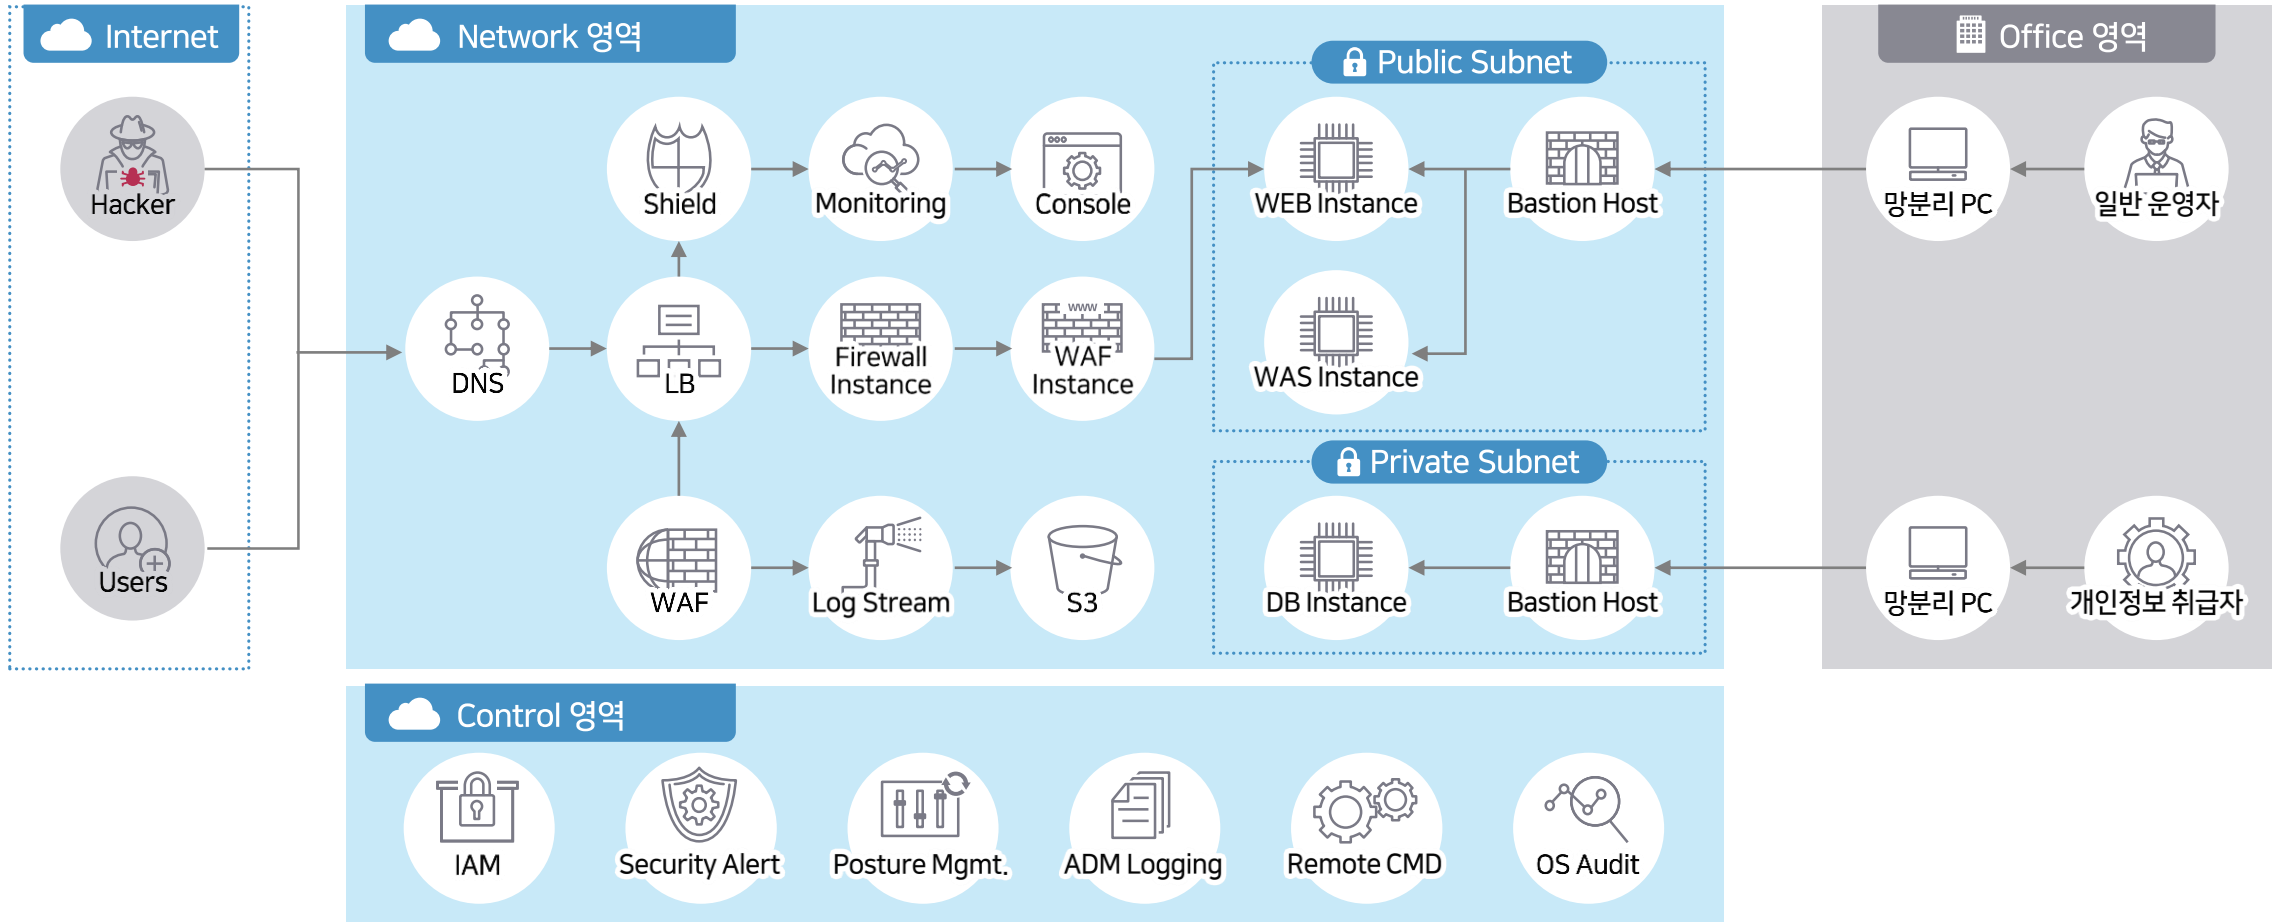 Internet
Network 영역
Office 영역
Public Subnet
Hacker
Shield
Monitoring
Console
WEB Instance
Bastion Host
망분리 PC
일반 운영자
DNS
LB
Firewall
Instance
www
WAF
Instance
WAS Instance
Private Subnet
Users
WAF
Log Stream
S3
DB Instance
Bastion Host
망분리 PC
개인정보 취급자
Control 영역
IAM
Security Alert
Posture Mgmt.
ADM Logging
Remote CMD
OS Audit